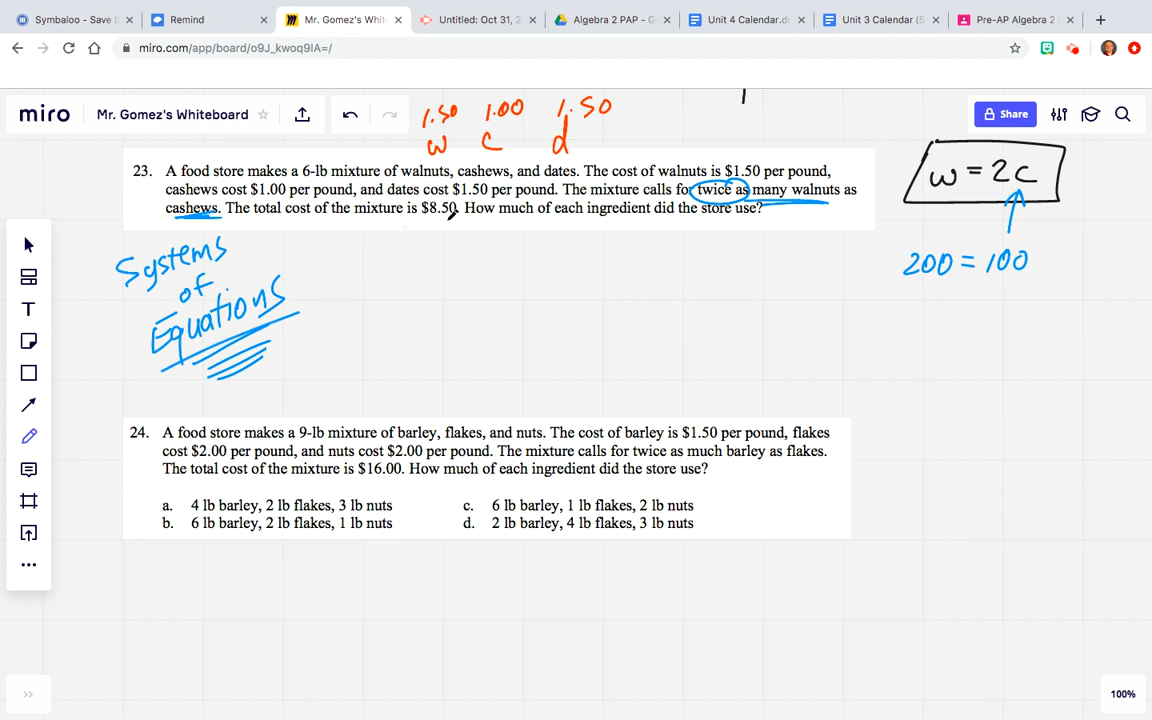 Symbaloo - Save b
Remind
Mr. Gomez's Whit
Untitled: Oct 31, 2
Algebra 2 PAP - G
Unit 4 Calendar.do
Unit 3 Calendar (S
Pre-AP Algebra 2
miro.com/app/board/o9J_kwoq9IA=/
miro
Mr. Gomez's Whiteboard
Share
1.50 1.00 1.50
w c d
23. A food store makes a 6-lb mixture of walnuts, cashews, and dates. The cost of walnuts is $1.50 per pound,
cashews cost $1.00 per pound, and dates cost $1.50 per pound. The mixture calls for twice as many walnuts as
cashews. The total cost of the mixture is $8.50. How much of each ingredient did the store use?
w = 2c
200 = 100
Systems
of
Equations
24. A food store makes a 9-lb mixture of barley, flakes, and nuts. The cost of barley is $1.50 per pound, flakes
cost $2.00 per pound, and nuts cost $2.00 per pound. The mixture calls for twice as much barley as flakes.
The total cost of the mixture is $16.00. How much of each ingredient did the store use?
a. 4 lb barley, 2 lb flakes, 3 lb nuts c. 6 lb barley, 1 lb flakes, 2 lb nuts
b. 6 lb barley, 2 lb flakes, 1 lb nuts d. 2 lb barley, 4 lb flakes, 3 lb nuts
100%